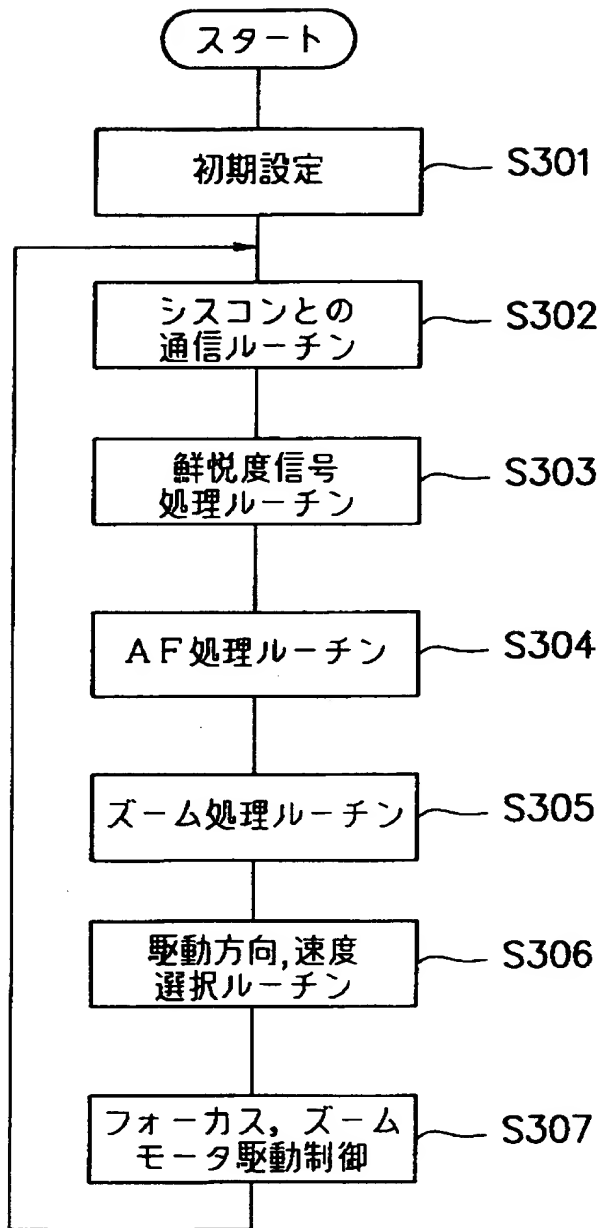 スタート
初期設定
S301
シスコンとの
通信ルーチン
S302
鮮悦度信号
処理ルーチン
S303
AF処理ルーチン
S304
ズーム処理ルーチン
S305
駆動方向,速度
選択ルーチン
S306
フォーカス,ズーム
モータ駆動制御
S307